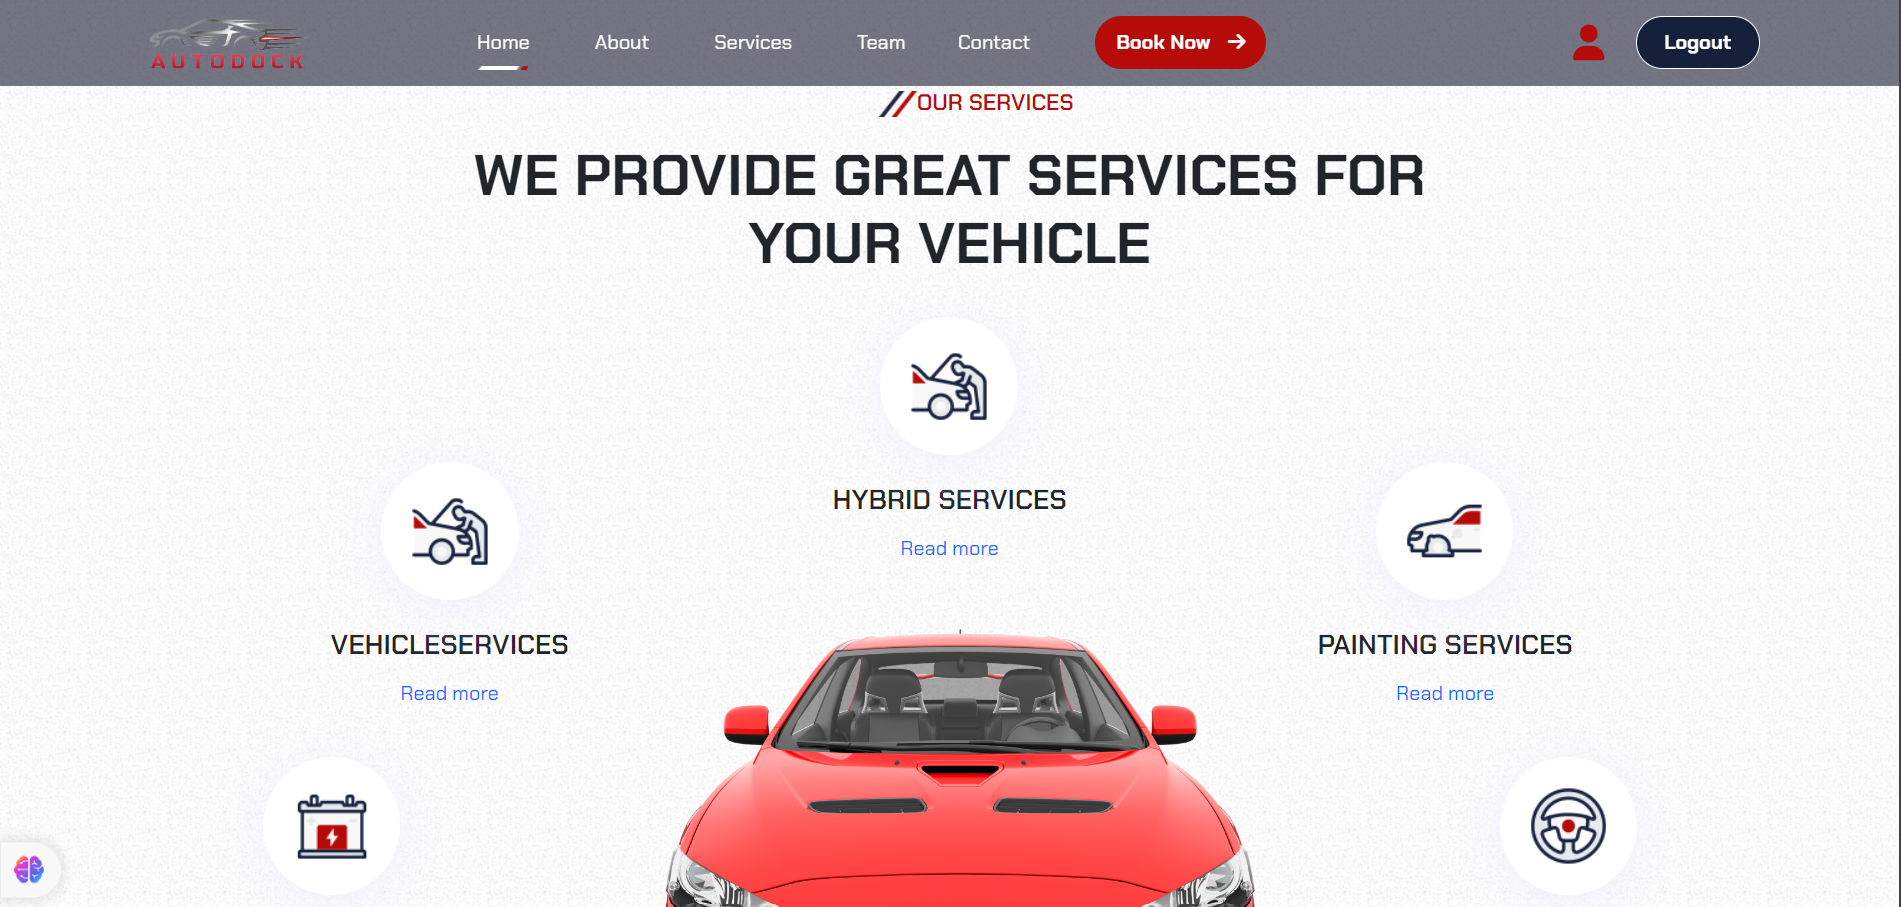 AUTODOCK
Home
About
Services
Team
Contact
Book Now
Logout
OUR SERVICES
WE PROVIDE GREAT SERVICES FOR
YOUR VEHICLE
HYBRID SERVICES
Read more
VEHICLESERVICES
Read more
PAINTING SERVICES
Read more